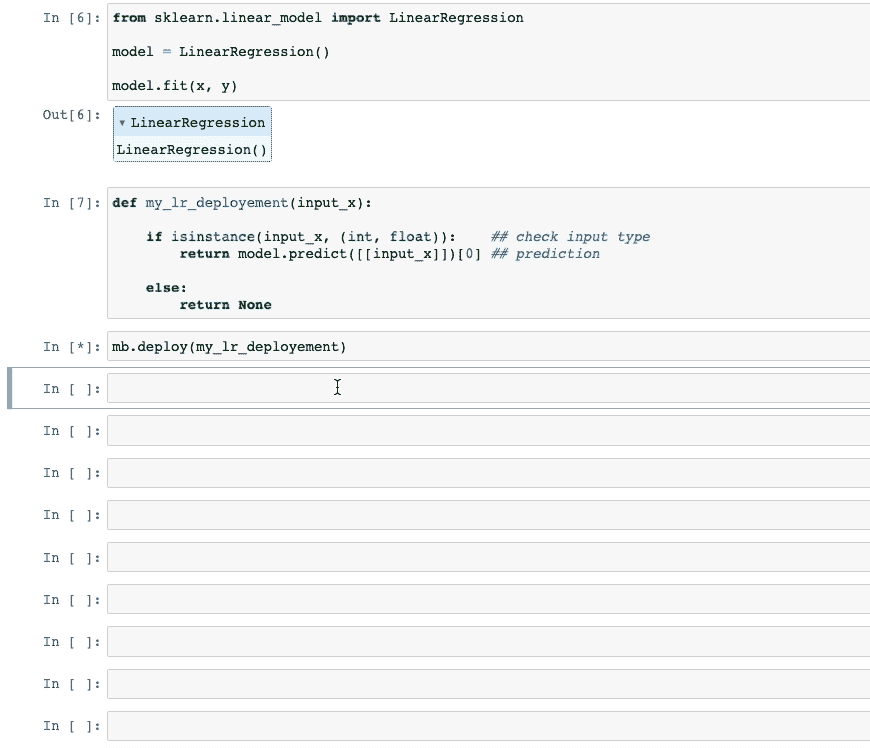 In [6]: from sklearn.linear_model import LinearRegression
model = LinearRegression()
model.fit(x, y)
Out[6]: ▾ LinearRegression
LinearRegression()
In [7]: def my_lr_deployement(input_x):
if isinstance(input_x, (int, float)): ## check input type
return model.predict([[input_x]])[0] ## prediction
else:
return None
In [*]: mb.deploy(my_lr_deployement)
In [ ]:
In [ ]:
In [ ]:
In [ ]:
In [ ]:
In [ ]:
In [ ]:
In [ ]:
In [ ]: